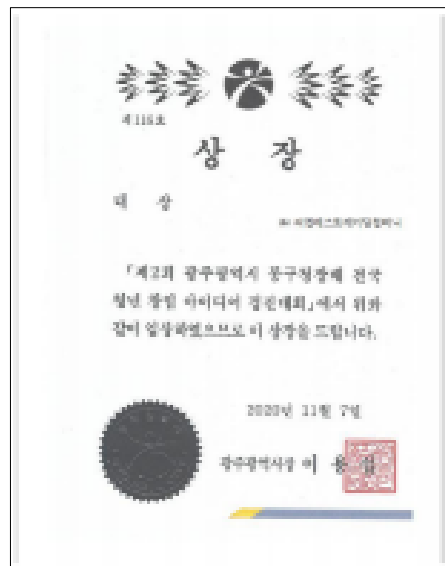 제116호
상 장
대 상
「제2회 광주광역시 동구청장배 전국
청년 창업 아이디어 경진대회」에서 위와
같이 입상하였으므로 이 상장을 드립니다.
2020년 11월 7일
광주광역시장 이 용 섭